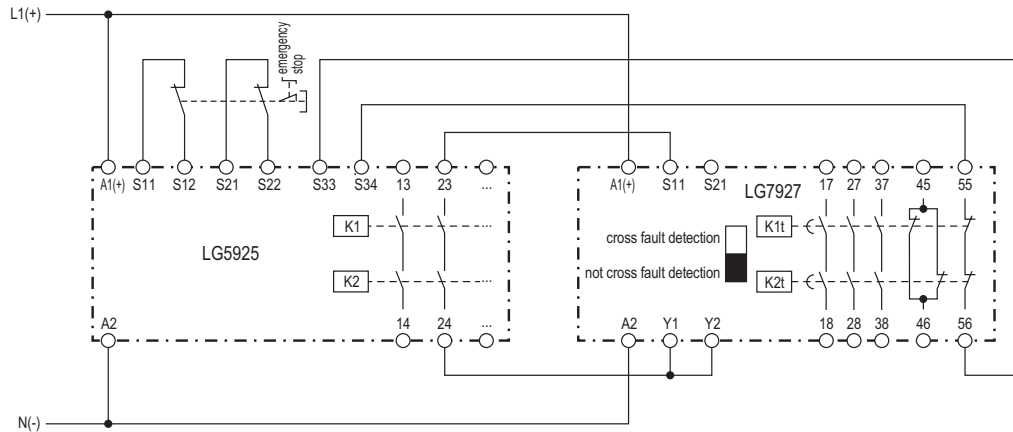 L1(+)
emergency
stop
A1(+) S11 S12 S21 S22 S33 S34 13 23 ...
A1(+) S11 S21 17 27 37 45 55
LG7927
K1 ...
cross fault detection
K1t
LG5925
K2 ...
not cross fault detection
K2t
A2 14 24 ...
A2 Y1 Y2 18 28 38 46 56
N(-)